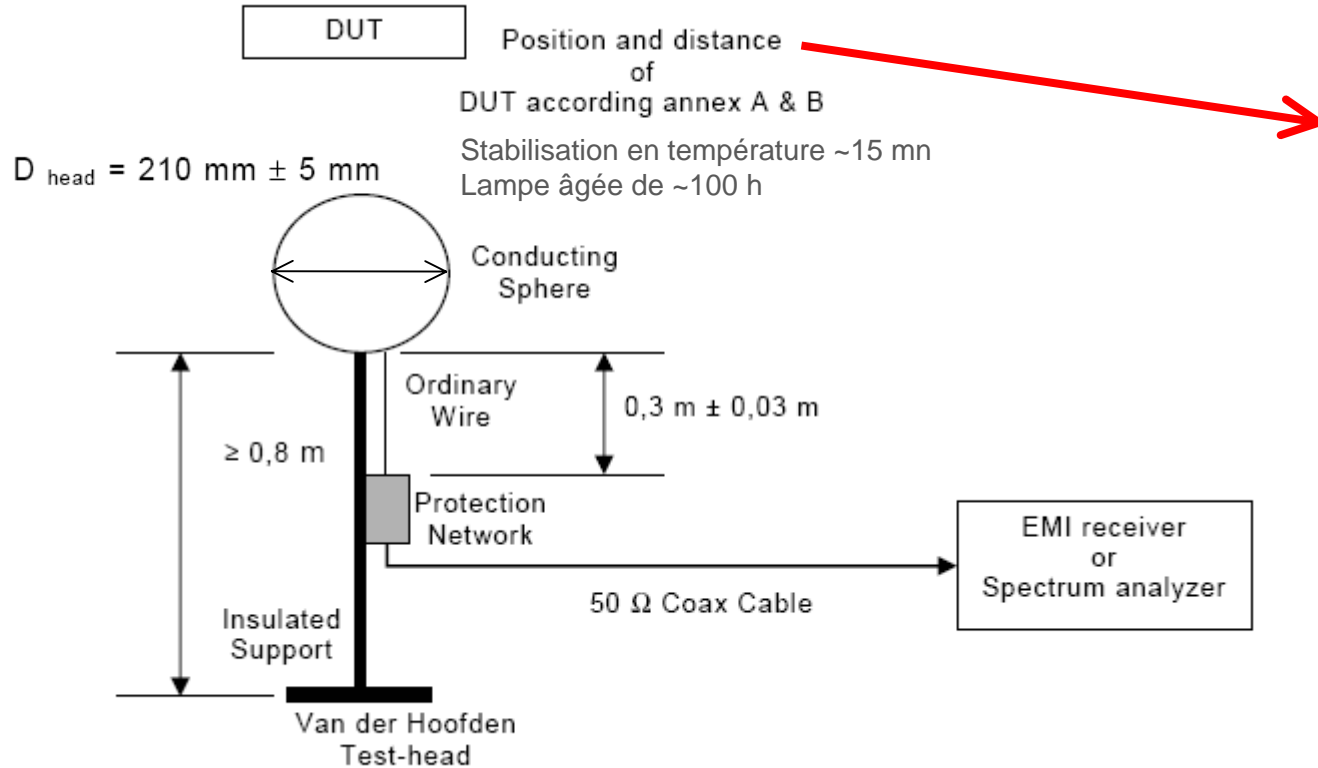 DUT
Position and distance
of
DUT according annex A & B
Stabilisation en température ~15 mn
Lampe âgée de ~100 h
D head = 210 mm ± 5 mm
Conducting
Sphere
Ordinary
Wire
0,3 m ± 0,03 m
≥ 0,8 m
Protection
Network
EMI receiver
or
Spectrum analyzer
50 Ω Coax Cable
Insulated
Support
Van der Hoofden
Test-head